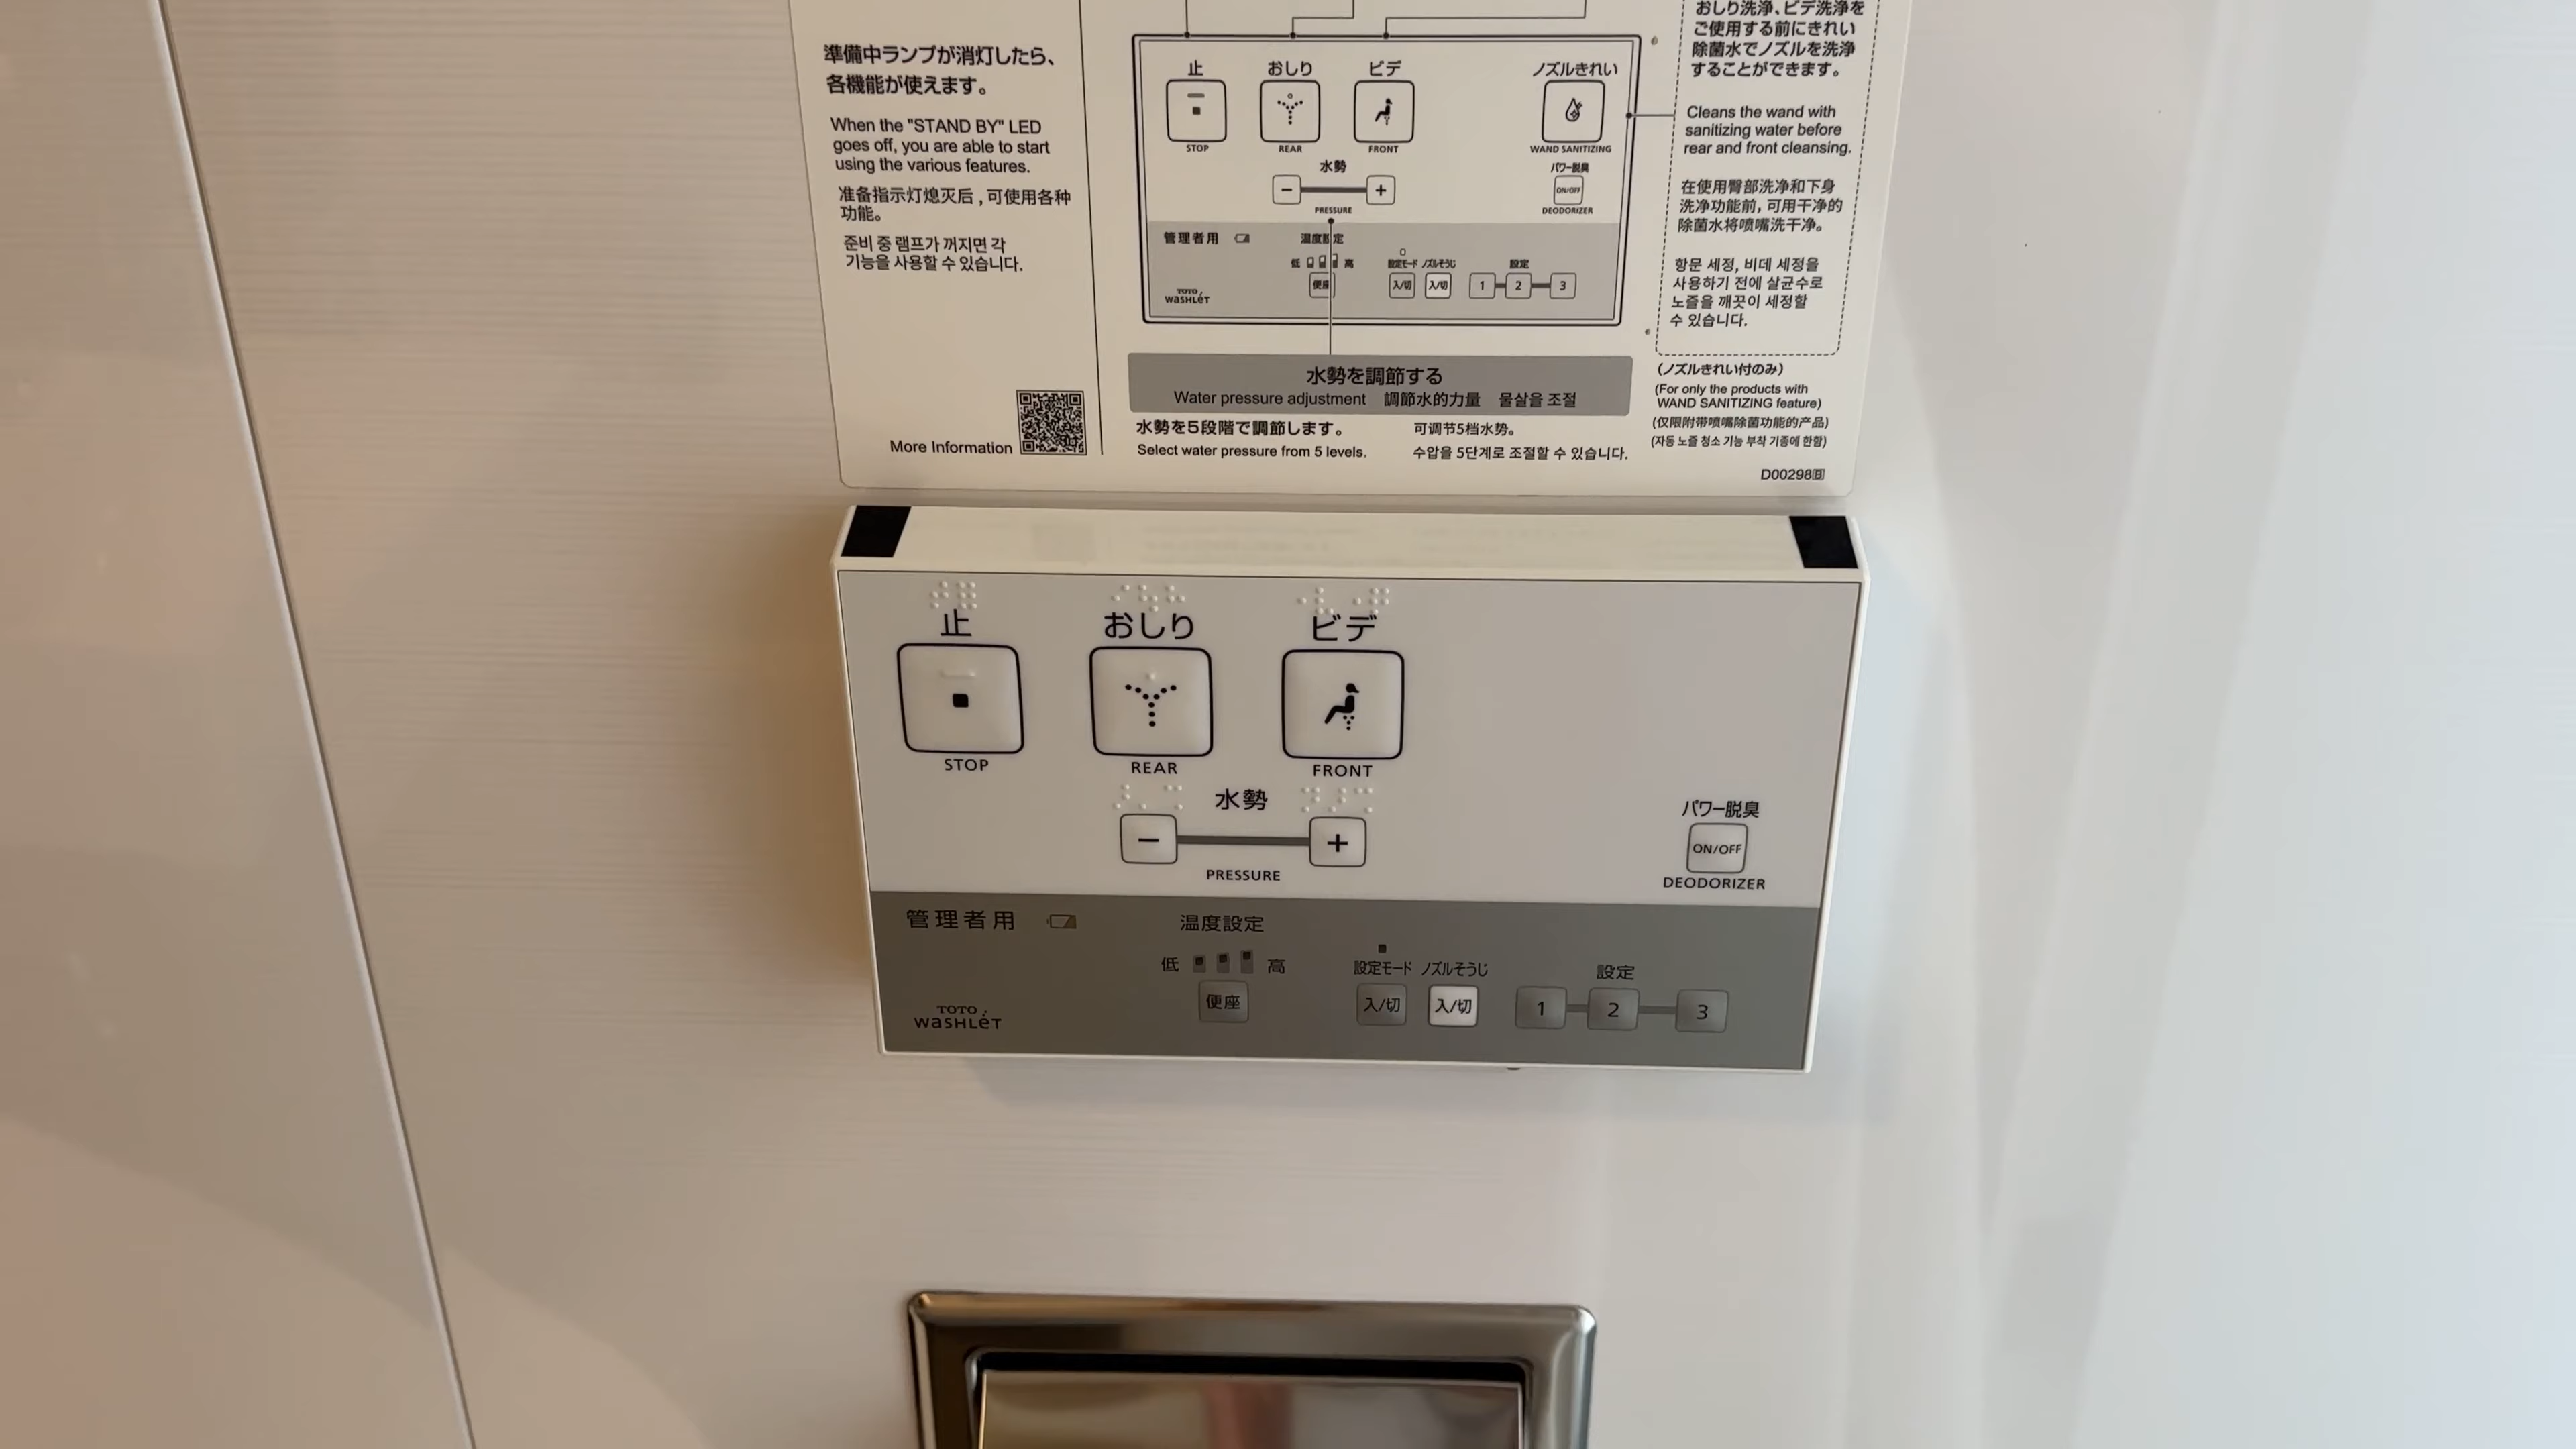 準備中ランプが消灯したら、
各機能が使えます。
When the "STAND BY" LED
goes off, you are able to start
using the various features.
准备指示灯熄灭后，可使用各种
功能。
준비 중 램프가 꺼지면 각
기능을 사용할 수 있습니다.
More Information
止 おしり ビデ ノズルきれい
STOP REAR FRONT WAND SANITIZING
水勢 パワー脱臭
− + ON/OFF
PRESSURE DEODORIZER
管理者用 温度設定
低 高 設定モード ノズルそうじ 設定
便座 入/切 入/切 1 2 3
TOTO
WASHLET
水勢を調節する
Water pressure adjustment 調節水的力量 물살을 조절
水勢を5段階で調節します。 可调节5档水势。
Select water pressure from 5 levels. 수압을 5단계로 조절할 수 있습니다.
おしり洗浄、ビデ洗浄を
ご使用する前にきれい
除菌水でノズルを洗浄
することができます。
Cleans the wand with
sanitizing water before
rear and front cleansing.
在使用臀部洗净和下身
洗净功能前，可用干净的
除菌水将喷嘴洗干净。
항문 세정, 비데 세정을
사용하기 전에 살균수로
노즐을 깨끗이 세정할
수 있습니다.
(ノズルきれい付のみ)
(For only the products with
WAND SANITIZING feature)
(仅限附带喷嘴除菌功能的产品)
(자동 노즐 청소 기능 부착 기종에 한함)
D00298B
止 おしり ビデ
STOP REAR FRONT
水勢 パワー脱臭
− + ON/OFF
PRESSURE DEODORIZER
管理者用 温度設定
低 高 設定モード ノズルそうじ 設定
便座 入/切 入/切 1 2 3
TOTO
WASHLET